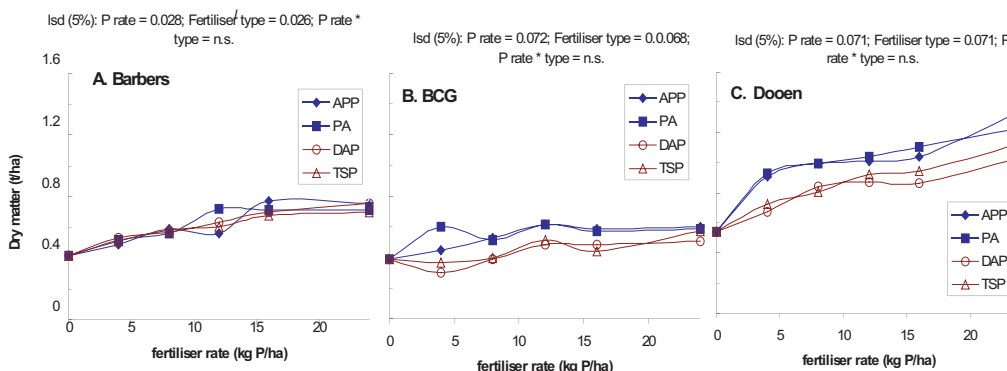 lsd (5%): P rate = 0.028; Fertiliser type = 0.026; P rate *
type = n.s.
A. Barbers
Dry matter (t/ha)
1.6
1.2
0.8
0.4
0
APP
PA
DAP
TSP
0 5 10 15 20
fertiliser rate (kg P/ha)
lsd (5%): P rate = 0.072; Fertiliser type = 0.0.068;
P rate * type = n.s.
B. BCG
APP
PA
DAP
TSP
0 5 10 15 20
fertiliser rate (kg P/ha)
lsd (5%): P rate = 0.071; Fertiliser type = 0.071; P
rate * type = n.s.
C. Dooen
APP
PA
DAP
TSP
0 5 10 15 20
fertiliser rate (kg P/ha)